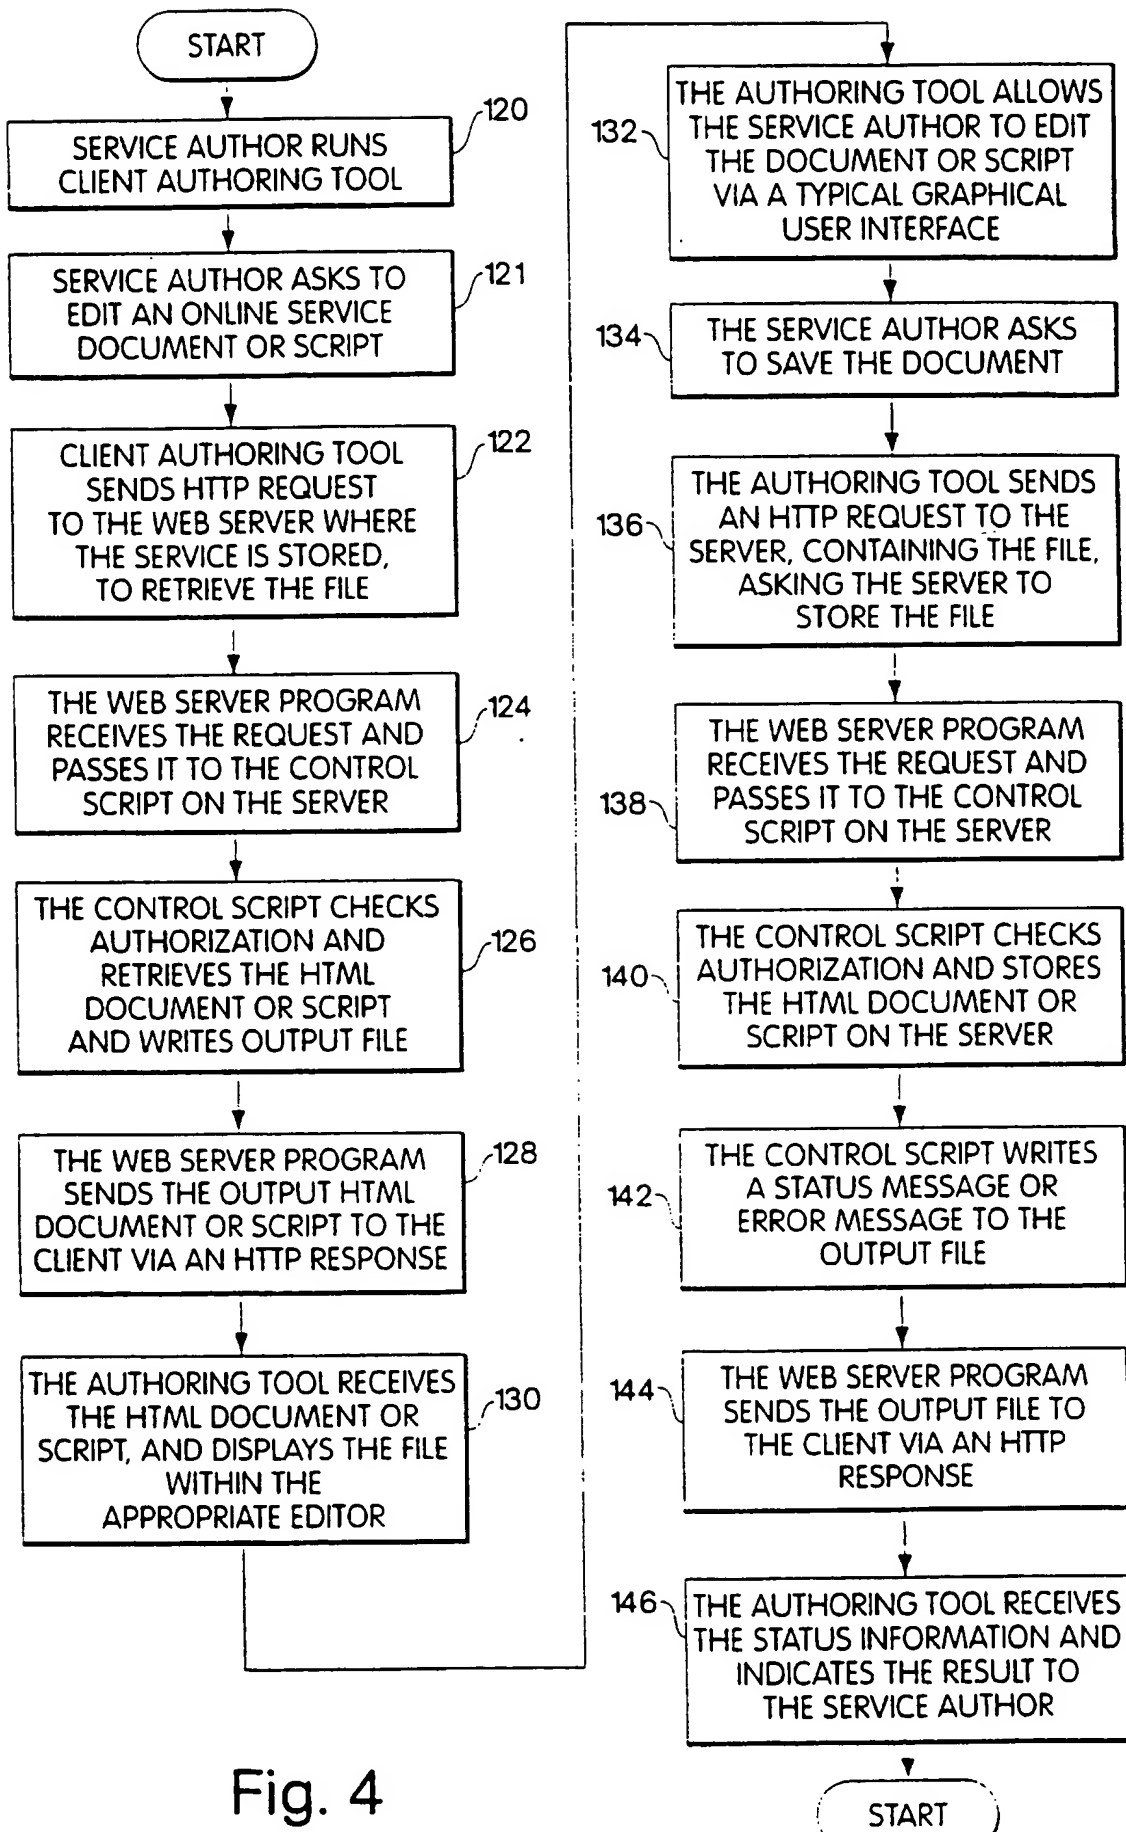 START
120
SERVICE AUTHOR RUNS
CLIENT AUTHORING TOOL
121
SERVICE AUTHOR ASKS TO
EDIT AN ONLINE SERVICE
DOCUMENT OR SCRIPT
122
CLIENT AUTHORING TOOL
SENDS HTTP REQUEST
TO THE WEB SERVER WHERE
THE SERVICE IS STORED,
TO RETRIEVE THE FILE
124
THE WEB SERVER PROGRAM
RECEIVES THE REQUEST AND
PASSES IT TO THE CONTROL
SCRIPT ON THE SERVER
126
THE CONTROL SCRIPT CHECKS
AUTHORIZATION AND
RETRIEVES THE HTML
DOCUMENT OR SCRIPT
AND WRITES OUTPUT FILE
128
THE WEB SERVER PROGRAM
SENDS THE OUTPUT HTML
DOCUMENT OR SCRIPT TO THE
CLIENT VIA AN HTTP RESPONSE
130
THE AUTHORING TOOL RECEIVES
THE HTML DOCUMENT OR
SCRIPT, AND DISPLAYS THE FILE
WITHIN THE
APPROPRIATE EDITOR
132
THE AUTHORING TOOL ALLOWS
THE SERVICE AUTHOR TO EDIT
THE DOCUMENT OR SCRIPT
VIA A TYPICAL GRAPHICAL
USER INTERFACE
134
THE SERVICE AUTHOR ASKS
TO SAVE THE DOCUMENT
136
THE AUTHORING TOOL SENDS
AN HTTP REQUEST TO THE
SERVER, CONTAINING THE FILE,
ASKING THE SERVER TO
STORE THE FILE
138
THE WEB SERVER PROGRAM
RECEIVES THE REQUEST AND
PASSES IT TO THE CONTROL
SCRIPT ON THE SERVER
140
THE CONTROL SCRIPT CHECKS
AUTHORIZATION AND STORES
THE HTML DOCUMENT OR
SCRIPT ON THE SERVER
142
THE CONTROL SCRIPT WRITES
A STATUS MESSAGE OR
ERROR MESSAGE TO THE
OUTPUT FILE
144
THE WEB SERVER PROGRAM
SENDS THE OUTPUT FILE TO
THE CLIENT VIA AN HTTP
RESPONSE
146
THE AUTHORING TOOL RECEIVES
THE STATUS INFORMATION AND
INDICATES THE RESULT TO
THE SERVICE AUTHOR
START
Fig. 4